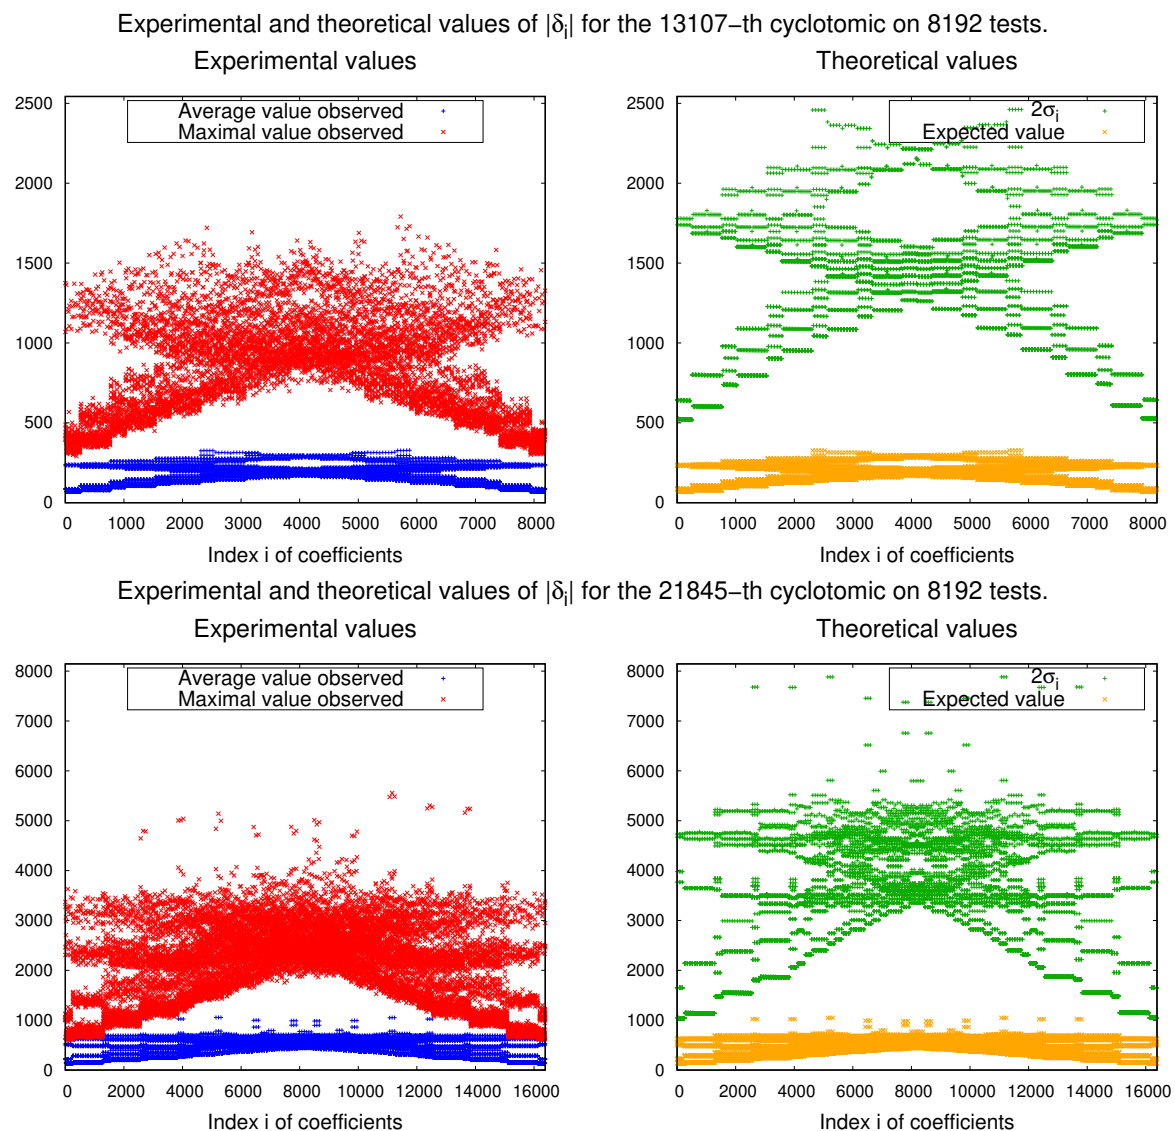 Experimental and theoretical values of |δi| for the 13107−th cyclotomic on 8192 tests.
Experimental values
Theoretical values
Average value observed
Maximal value observed
2σi
Expected value
2500
2000
1500
1000
500
0
0 1000 2000 3000 4000 5000 6000 7000 8000
Index i of coefficients
2500
2000
1500
1000
500
0
0 1000 2000 3000 4000 5000 6000 7000 8000
Index i of coefficients
Experimental and theoretical values of |δi| for the 21845−th cyclotomic on 8192 tests.
Experimental values
Theoretical values
Average value observed
Maximal value observed
2σi
Expected value
8000
7000
6000
5000
4000
3000
2000
1000
0
0 2000 4000 6000 8000 10000 12000 14000 16000
Index i of coefficients
8000
7000
6000
5000
4000
3000
2000
1000
0
0 2000 4000 6000 8000 10000 12000 14000 16000
Index i of coefficients